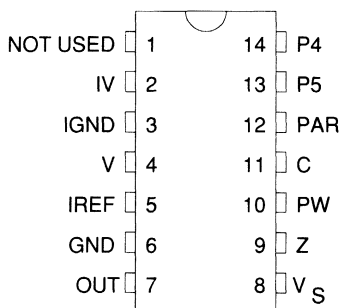 NOT USED 1 14 P4
IV 2 13 P5
IGND 3 12 PAR
V 4 11 C
IREF 5 10 PW
GND 6 9 Z
OUT 7 8 VS